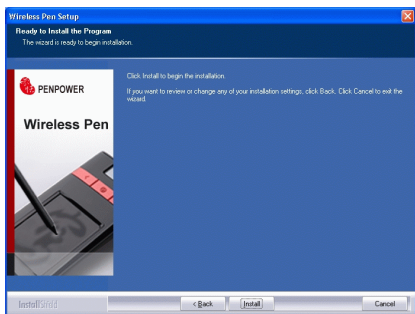 Wireless Pen Setup
Ready to Install the Program
The wizard is ready to begin installation.
PENPOWER
Wireless Pen
Click Install to begin the installation.
If you want to review or change any of your installation settings, click Back. Click Cancel to exit the
wizard.
InstallShield
< Back
Install
Cancel